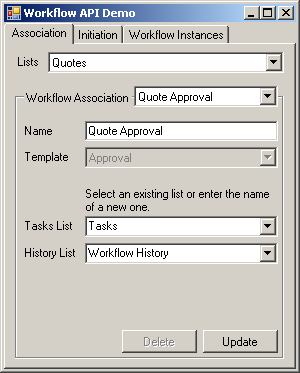 Workflow API Demo
Association Initiation Workflow Instances
Lists Quotes
Workflow Association Quote Approval
Name Quote Approval
Template Approval
Select an existing list or enter the name
of a new one.
Tasks List Tasks
History List Workflow History
Delete Update